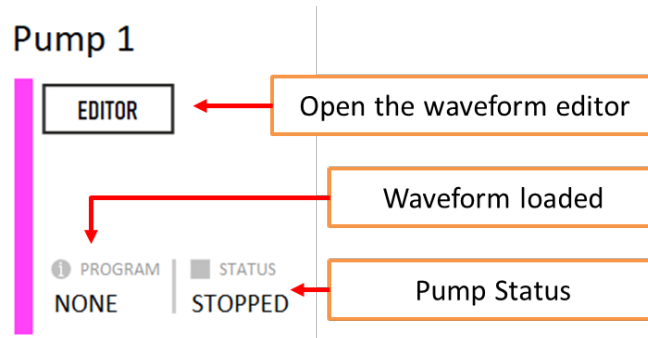 Pump 1
EDITOR
Open the waveform editor
Waveform loaded
PROGRAM
STATUS
NONE
STOPPED
Pump Status